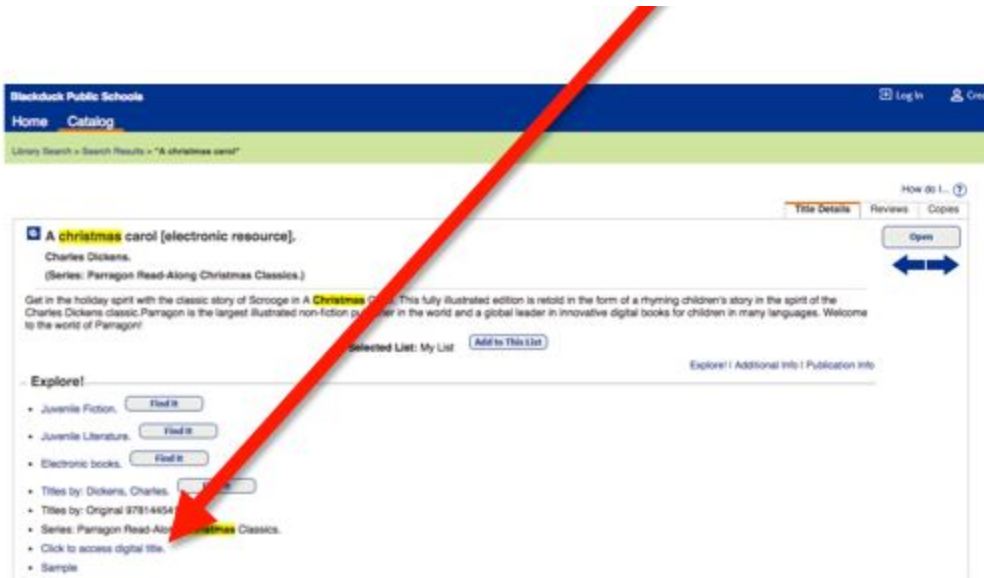 Blackduck Public Schools
Log In
Home Catalog
Library Search » Search Results » "A christmas carol"
How do I... ?
Title Details Reviews Copies
A christmas carol [electronic resource].
Open
Charles Dickens.
(Series: Parragon Read-Along Christmas Classics.)
Get in the holiday spirit with the classic story of Scrooge in A Christmas This fully illustrated edition is retold in the form of a rhyming children's story in the spirit of the
Charles Dickens classic.Parragon is the largest illustrated non-fiction in the world and a global leader in innovative digital books for children in many languages. Welcome
to the world of Parragon!
Selected List: My List Add to This List
Explore! | Additional Info | Publication Info
Explore!
• Juvenile Fiction. Find It
• Juvenile Literature. Find It
• Electronic books. Find It
• Titles by: Dickens, Charles.
• Titles by: Original
• Series: Parragon Classics.
• Click to access digital title.
• Sample